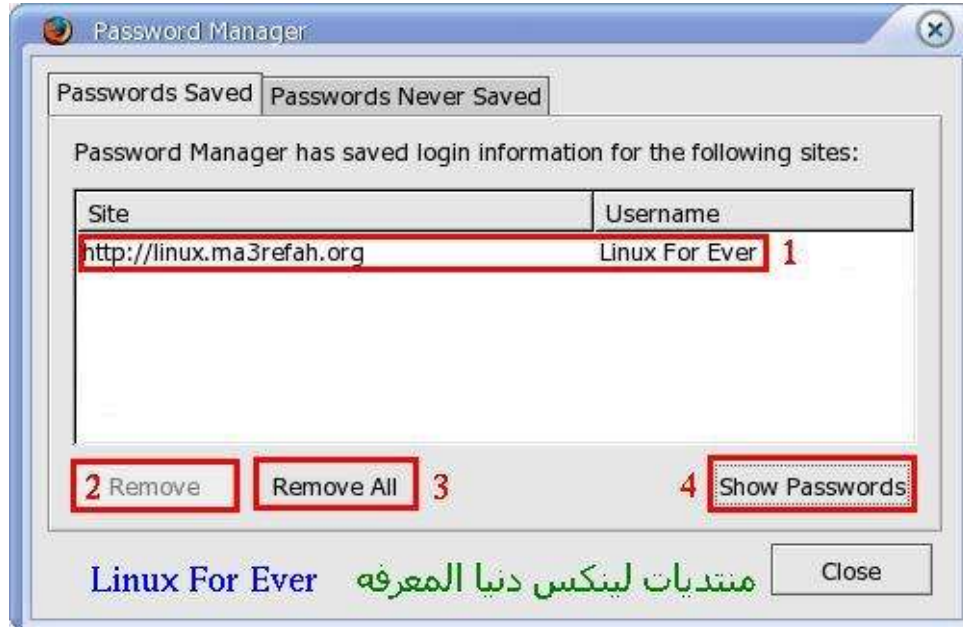 Password Manager
Passwords Saved Passwords Never Saved
Password Manager has saved login information for the following sites:
Site Username
http://linux.ma3refah.org Linux For Ever 1
2 Remove Remove All 3 4 Show Passwords
Linux For Ever منتديات لينكس دنيا المعرفه Close